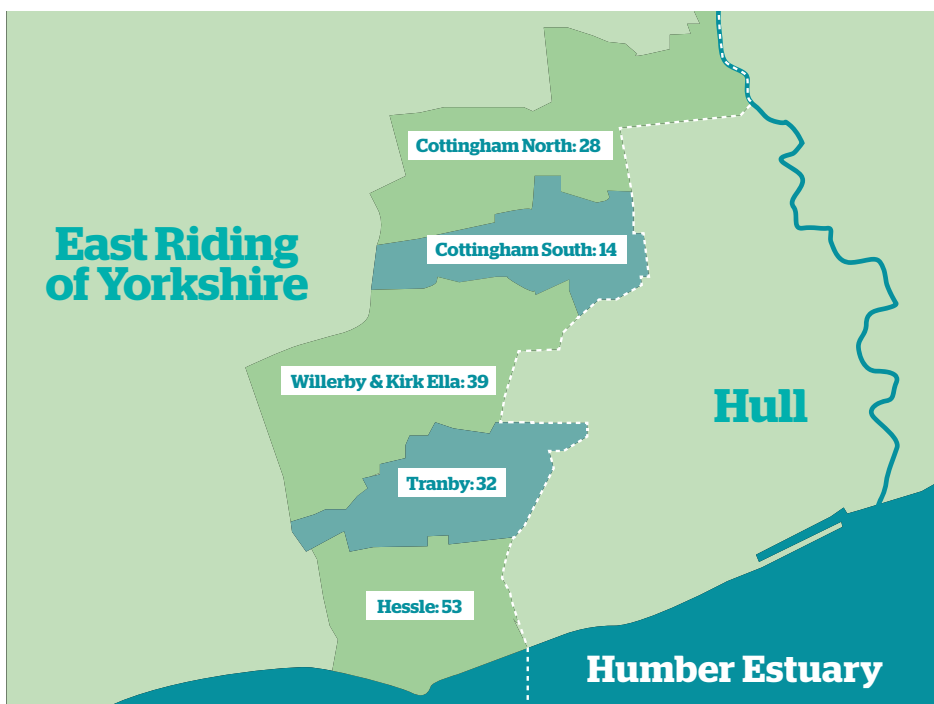 Cottingham North: 28
East Riding
of Yorkshire
Cottingham South: 14
Willerby & Kirk Ella: 39
Hull
Tranby: 32
Hessle: 53
Humber Estuary